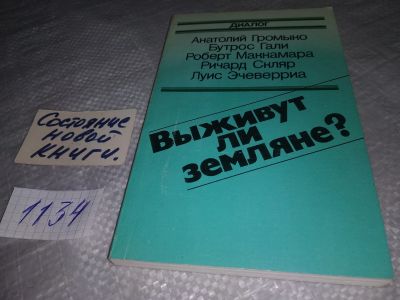 ДИАЛОГ
Анатолий Громыко
Бутрос Гали
Роберт Макнамара
Ричард Скляр
Луис Эчеверриа
Выживут
ли
земляне?
Состояние
новой
книги.
1134